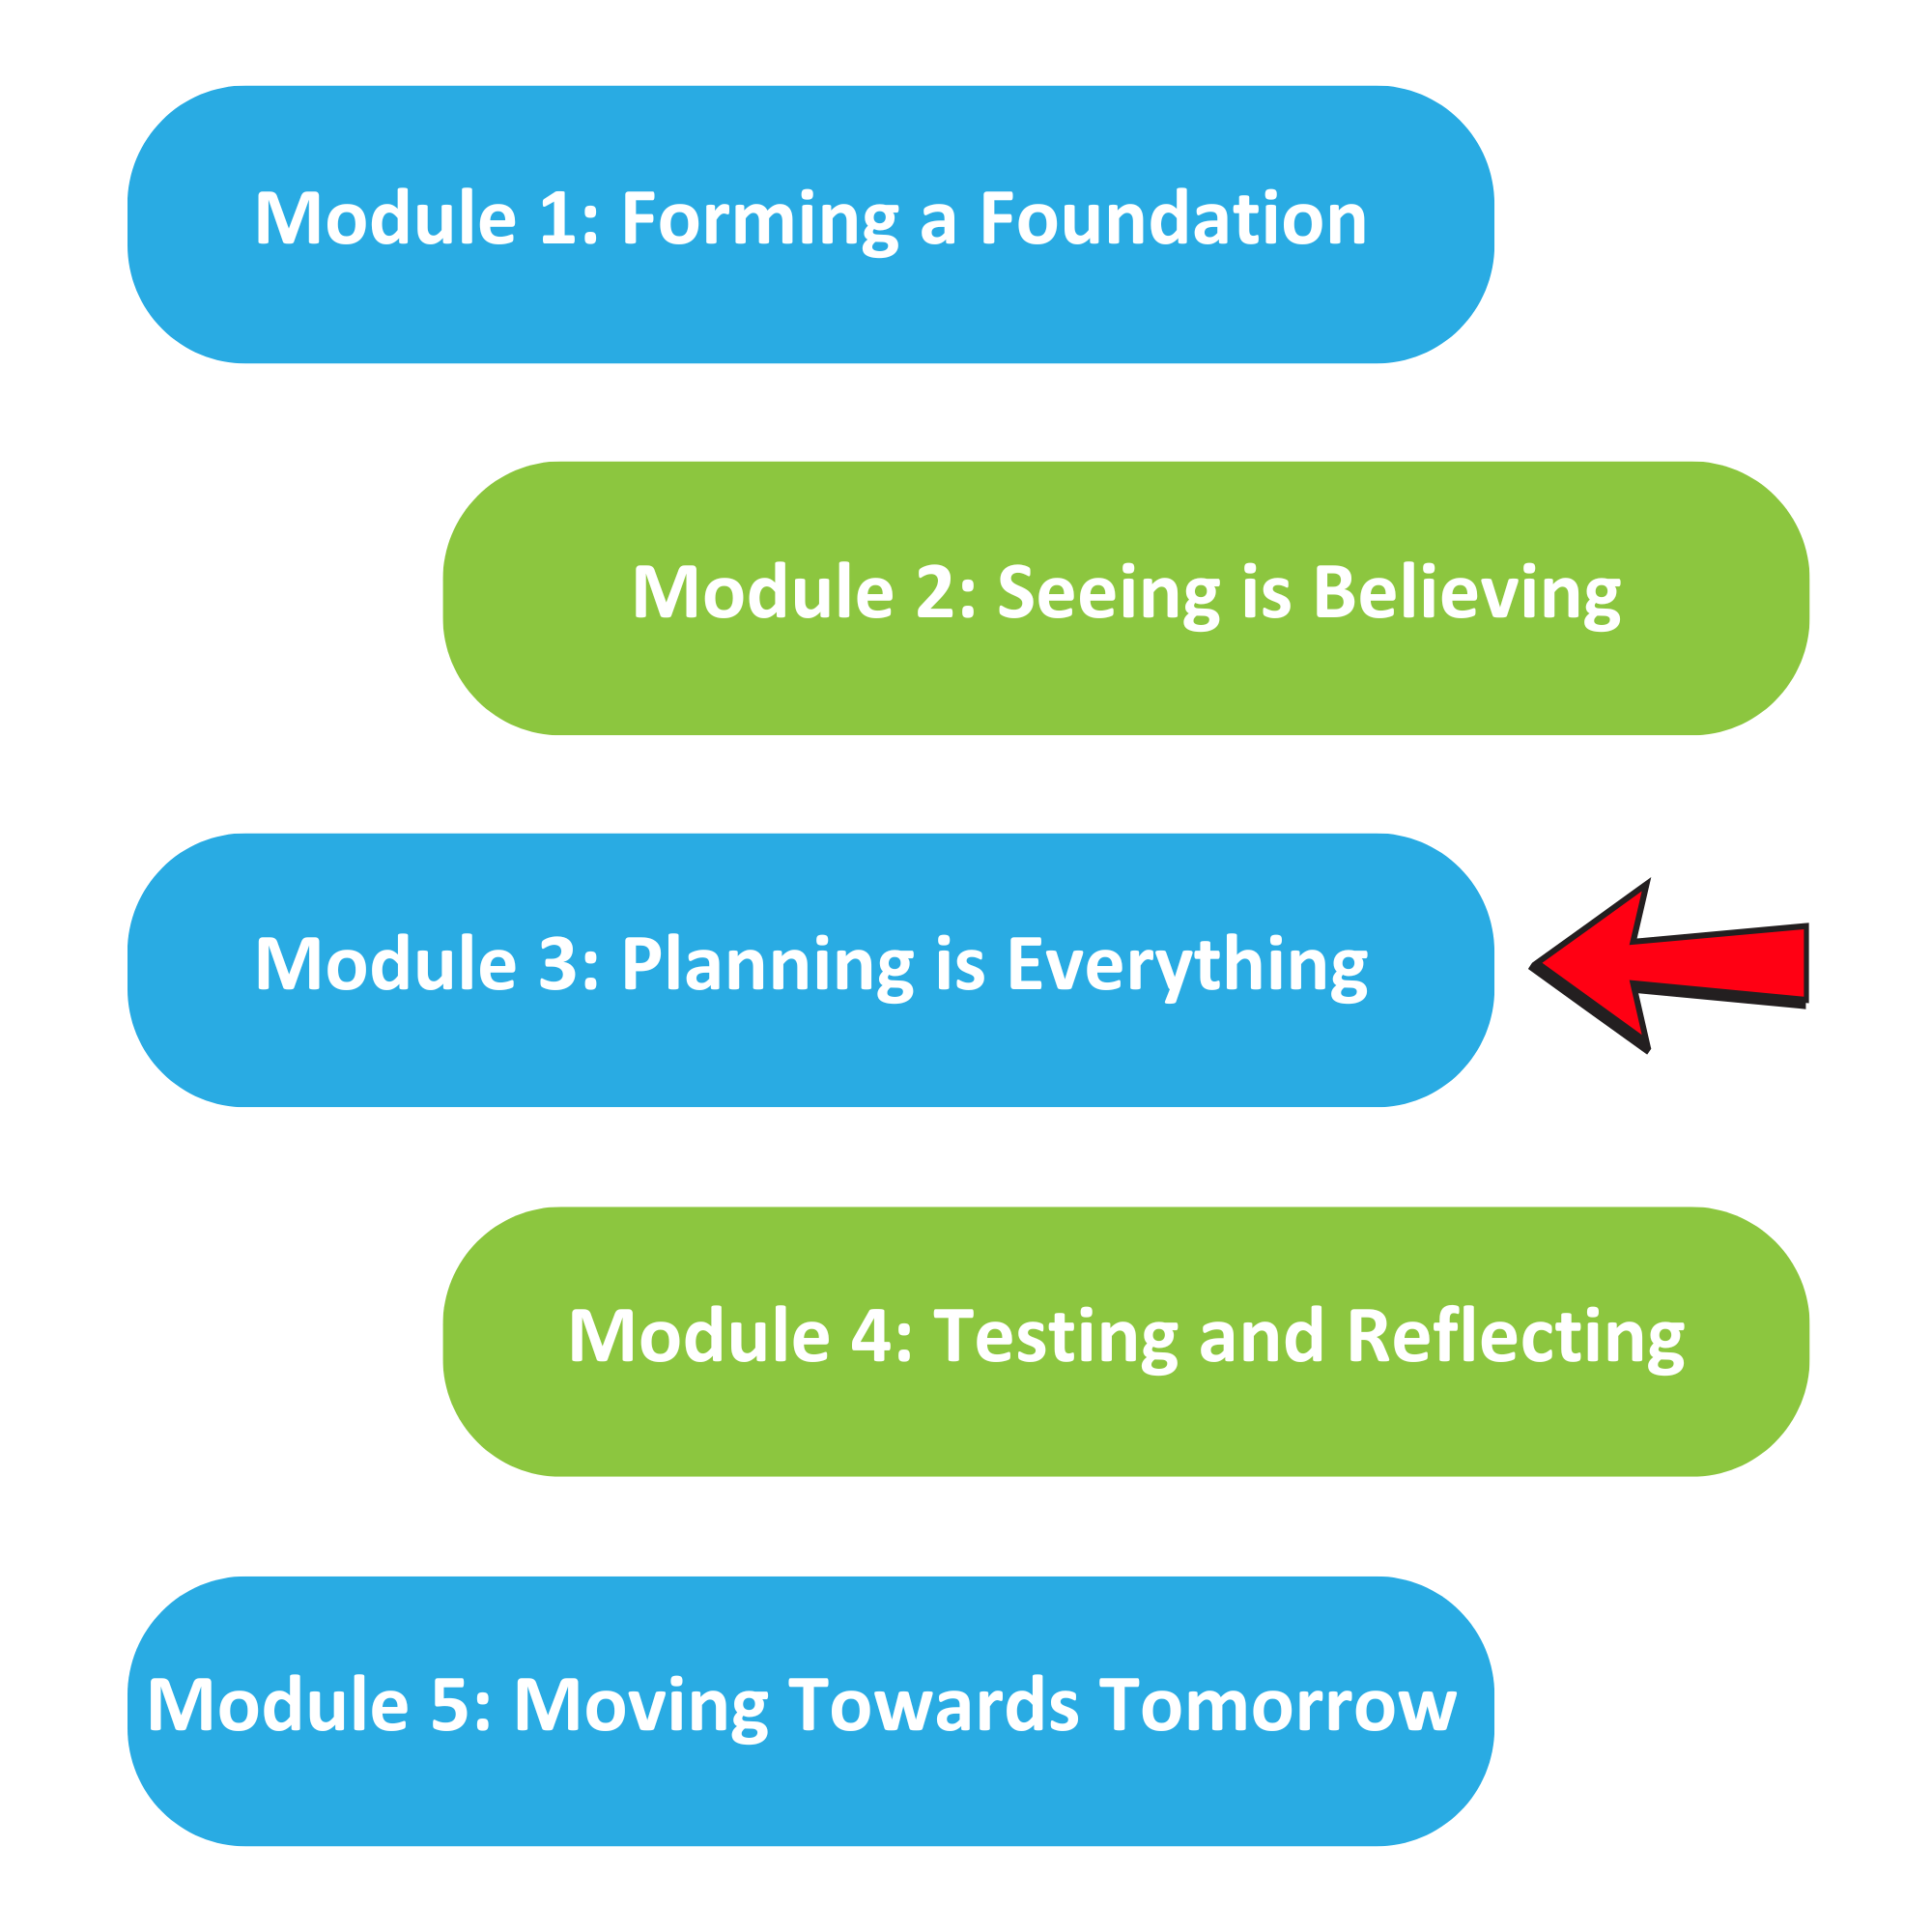 Module 1: Forming a Foundation
Module 2: Seeing is Believing
Module 3: Planning is Everything
Module 4: Testing and Reflecting
Module 5: Moving Towards Tomorrow